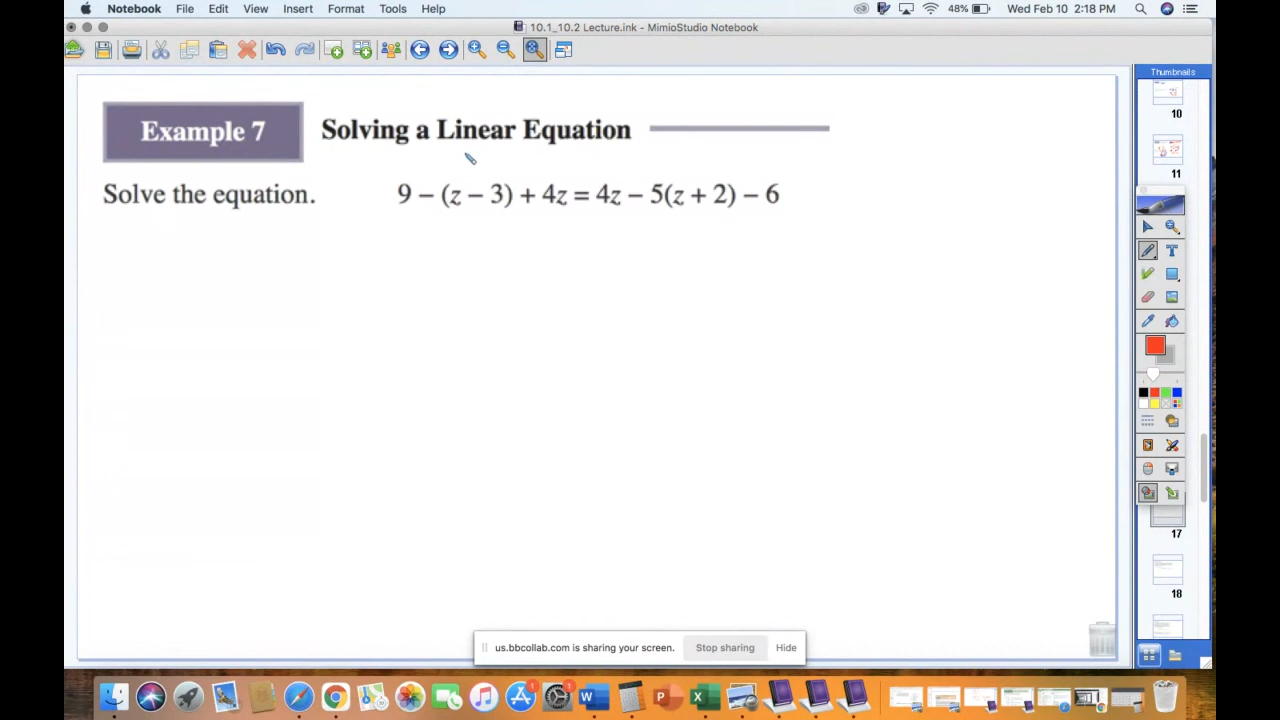 Notebook File Edit View Insert Format Tools Help 48% Wed Feb 10 2:18 PM
10.1_10.2 Lecture.ink - MimioStudio Notebook
Thumbnails
10
11
17
18
Example 7 Solving a Linear Equation
Solve the equation. 9 − (z − 3) + 4z = 4z − 5(z + 2) − 6
us.bbcollab.com is sharing your screen. Stop sharing Hide